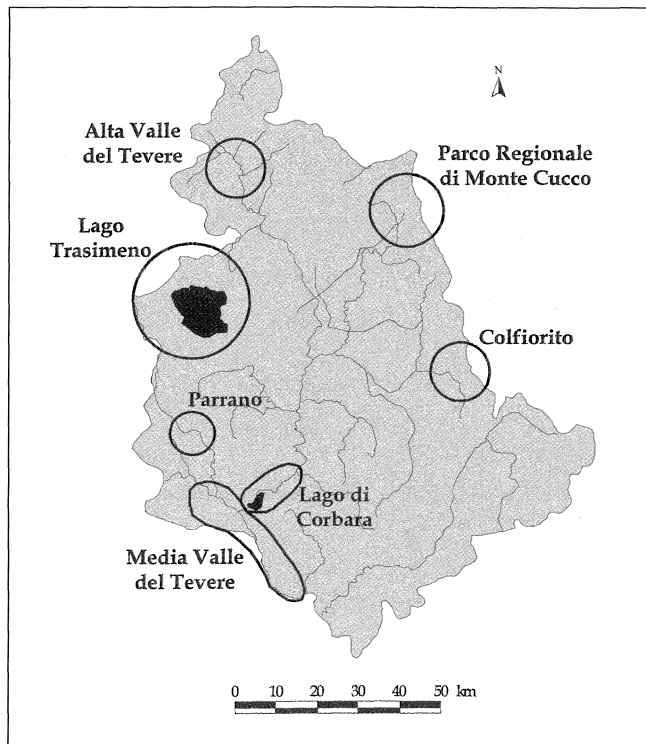 N
Alta Valle
del Tevere
Parco Regionale
di Monte Cucco
Lago
Trasimeno
Colfiorito
Parrano
Lago di
Corbara
Media Valle
del Tevere
0 10 20 30 40 50 km